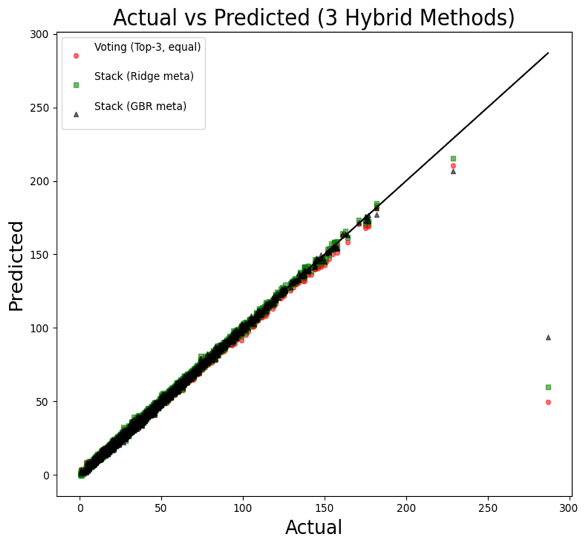 Actual vs Predicted (3 Hybrid Methods)
300
250
200
150
100
50
0
Predicted
Voting (Top-3, equal)
Stack (Ridge meta)
Stack (GBR meta)
0 50 100 150 200 250 300
Actual